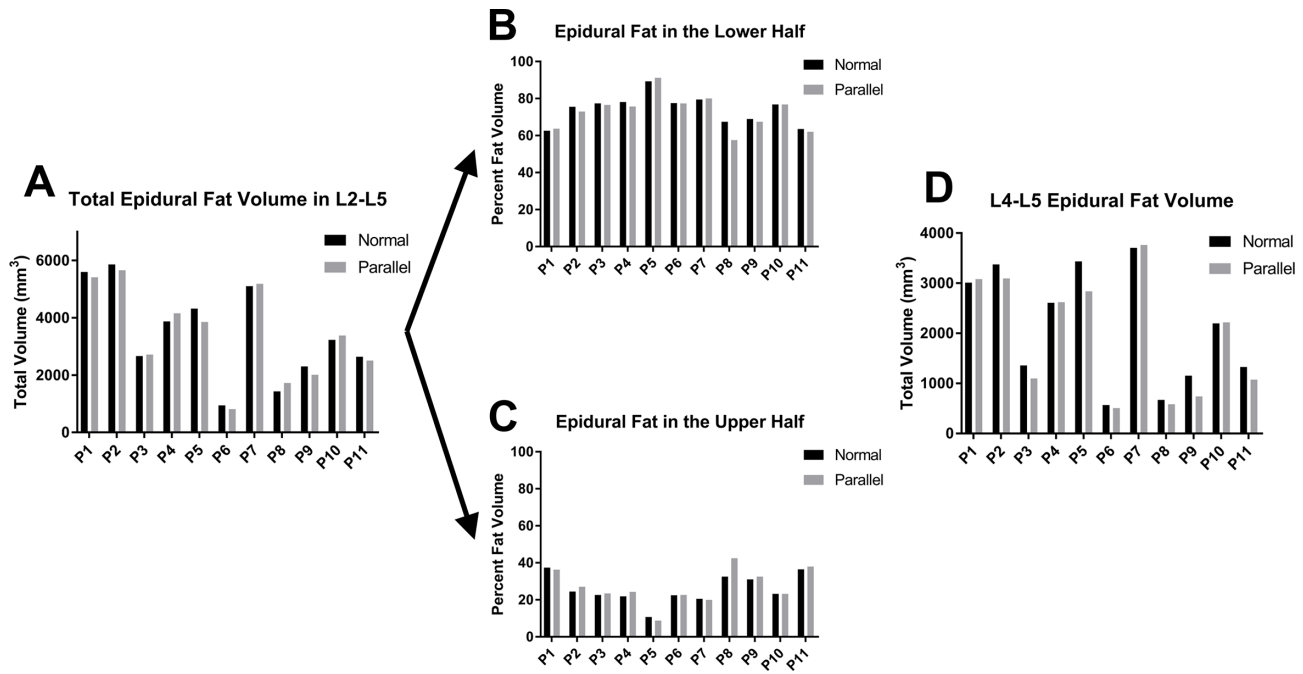 A
Total Epidural Fat Volume in L2-L5
Normal
Parallel
Total Volume (mm³)
6000
4000
2000
0
P1 P2 P3 P4 P5 P6 P7 P8 P9 P10 P11
B
Epidural Fat in the Lower Half
Normal
Parallel
Percent Fat Volume
100
80
60
40
20
0
P1 P2 P3 P4 P5 P6 P7 P8 P9 P10 P11
C
Epidural Fat in the Upper Half
Normal
Parallel
Percent Fat Volume
100
80
60
40
20
0
P1 P2 P3 P4 P5 P6 P7 P8 P9 P10 P11
D
L4-L5 Epidural Fat Volume
Normal
Parallel
Total Volume (mm³)
4000
3000
2000
1000
0
P1 P2 P3 P4 P5 P6 P7 P8 P9 P10 P11